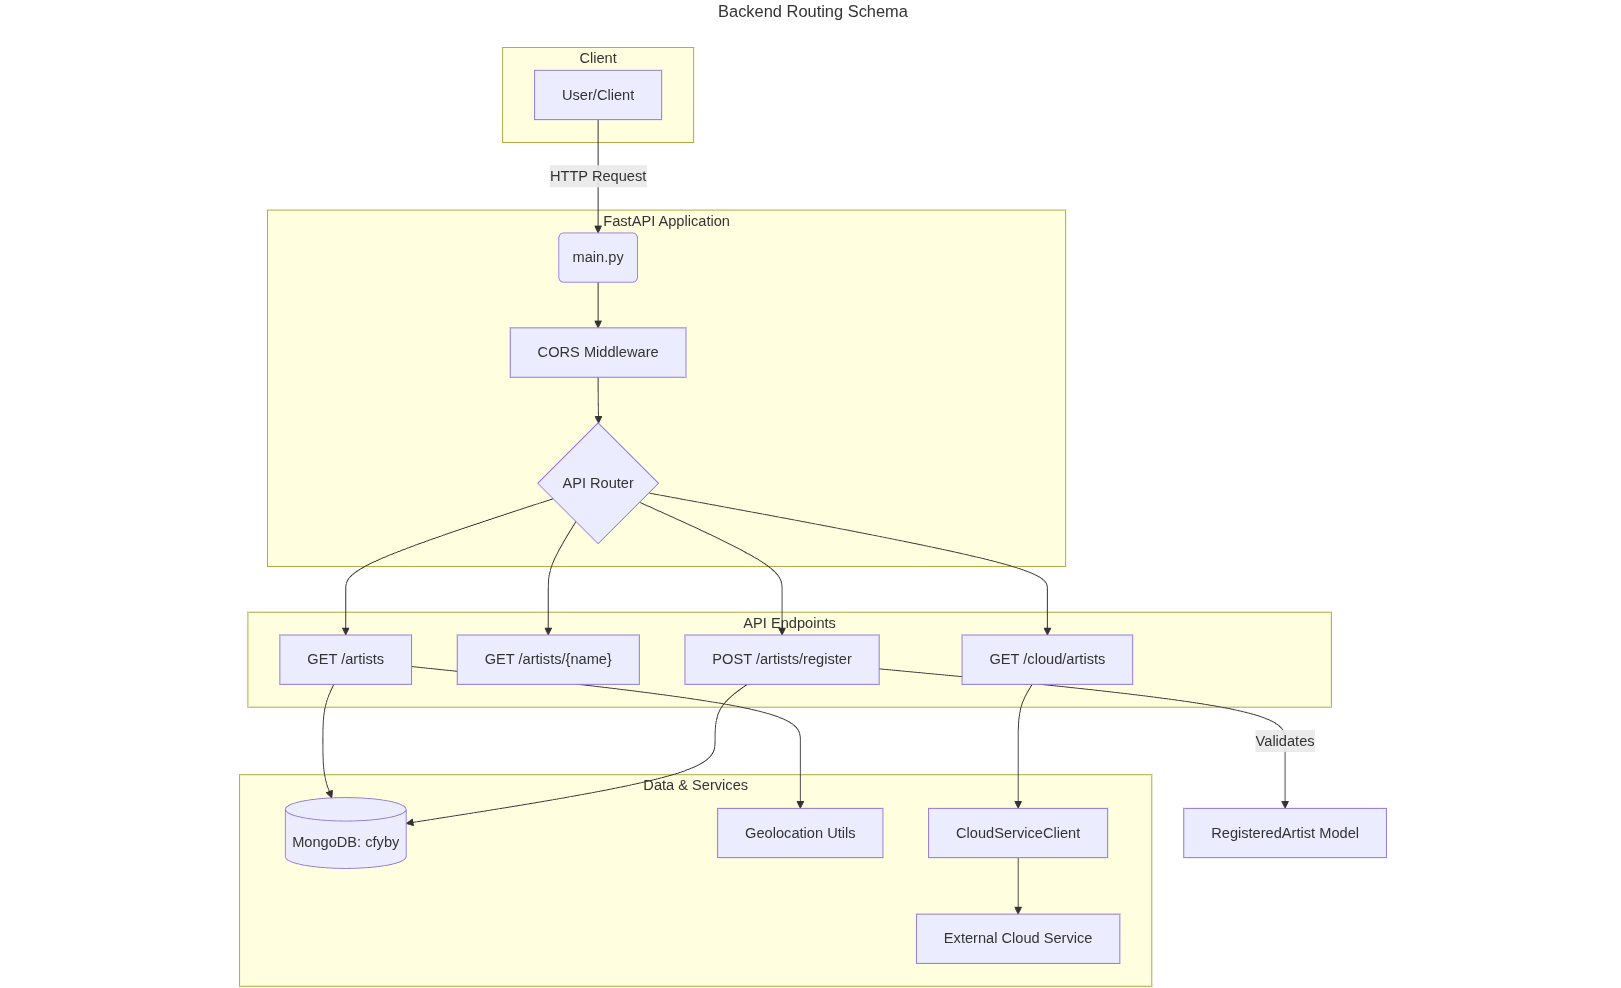 Backend Routing Schema
Client
User/Client
HTTP Request
FastAPI Application
main.py
CORS Middleware
API Router
API Endpoints
GET /artists
GET /artists/{name}
POST /artists/register
GET /cloud/artists
Validates
Data & Services
MongoDB: cfyby
Geolocation Utils
CloudServiceClient
RegisteredArtist Model
External Cloud Service